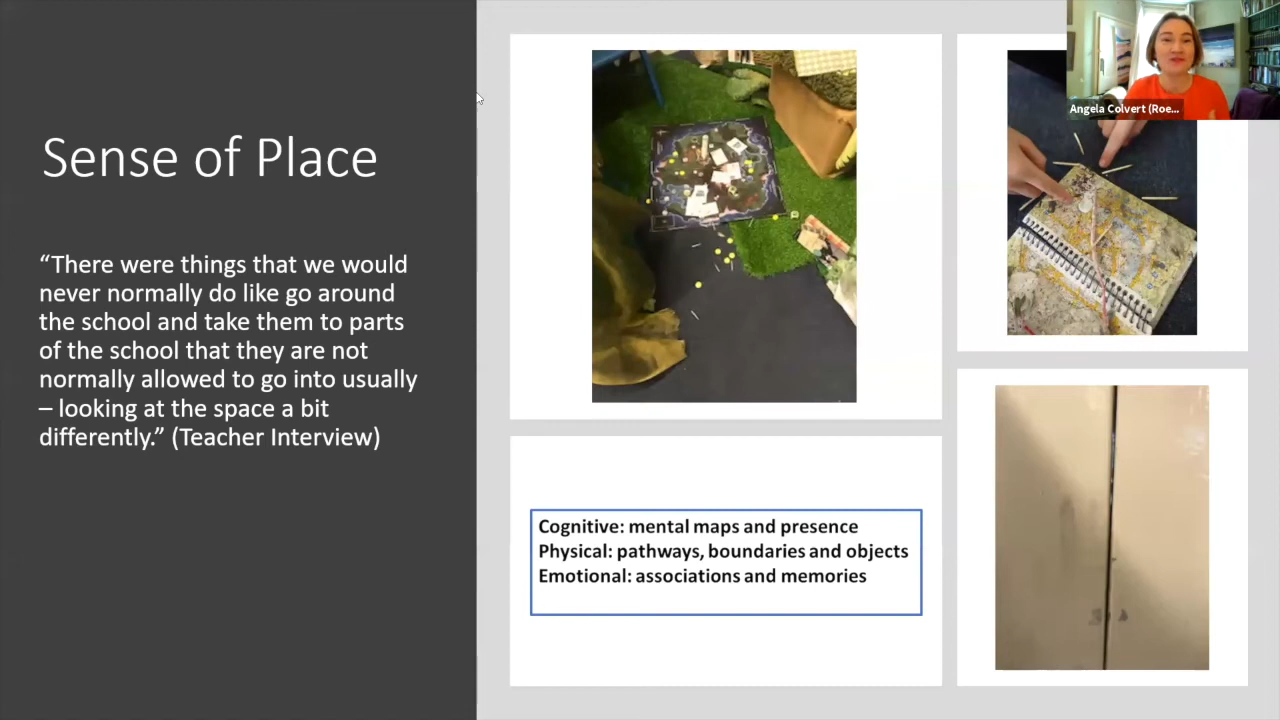 Sense of Place
“There were things that we would
never normally do like go around
the school and take them to parts
of the school that they are not
normally allowed to go into usually
– looking at the space a bit
differently.” (Teacher Interview)
Cognitive: mental maps and presence
Physical: pathways, boundaries and objects
Emotional: associations and memories
Angela Colvert (Roe...